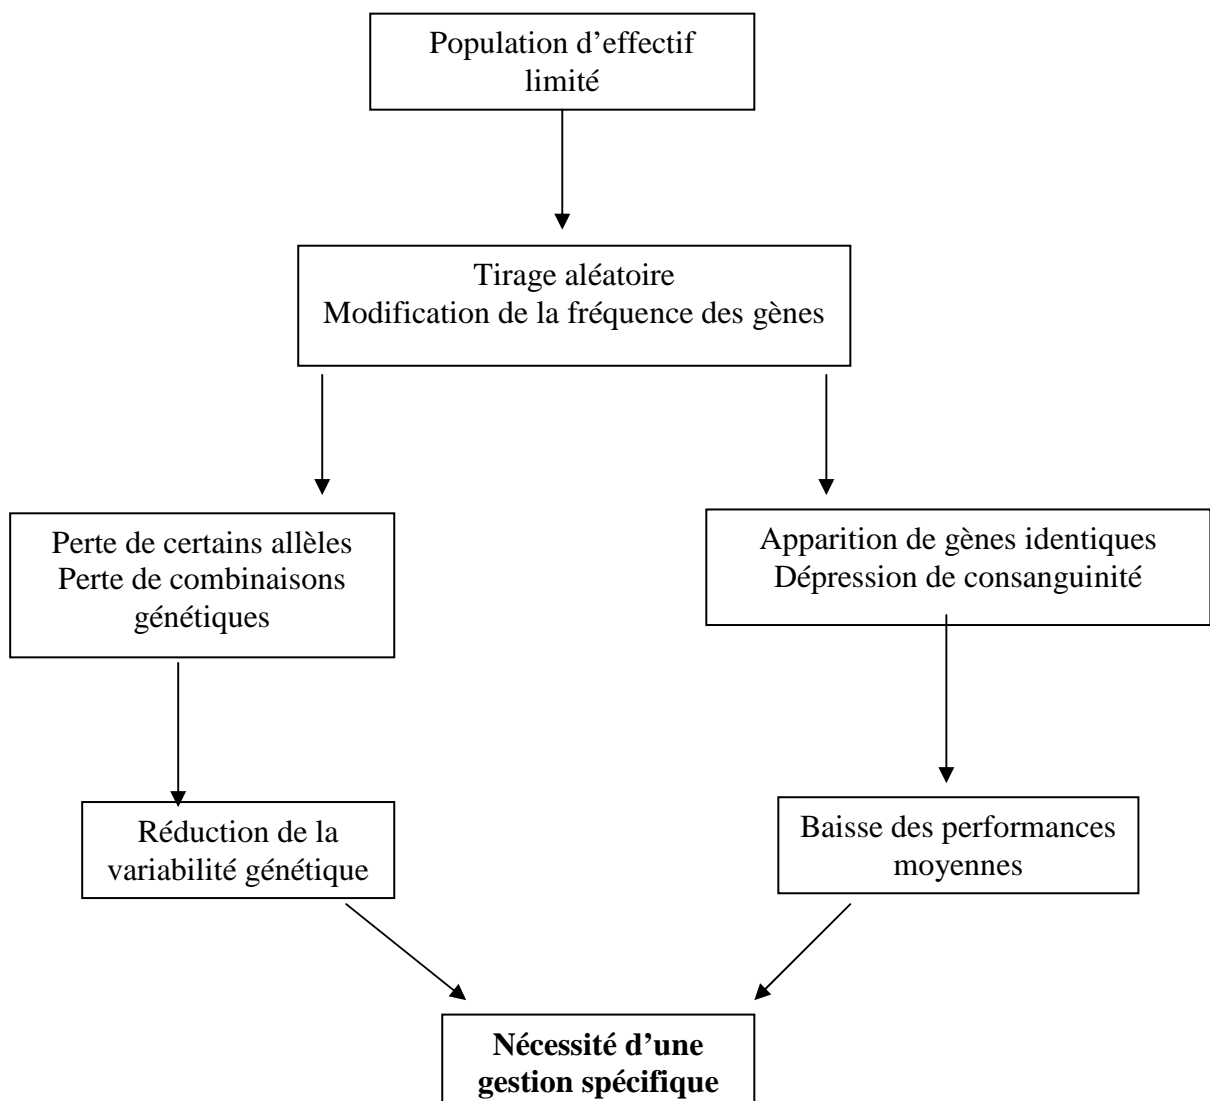 Population d’effectif
limité
Tirage aléatoire
Modification de la fréquence des gènes
Perte de certains allèles
Perte de combinaisons
génétiques
Apparition de gènes identiques
Dépression de consanguinité
Réduction de la
variabilité génétique
Baisse des performances
moyennes
Nécessité d’une
gestion spécifique